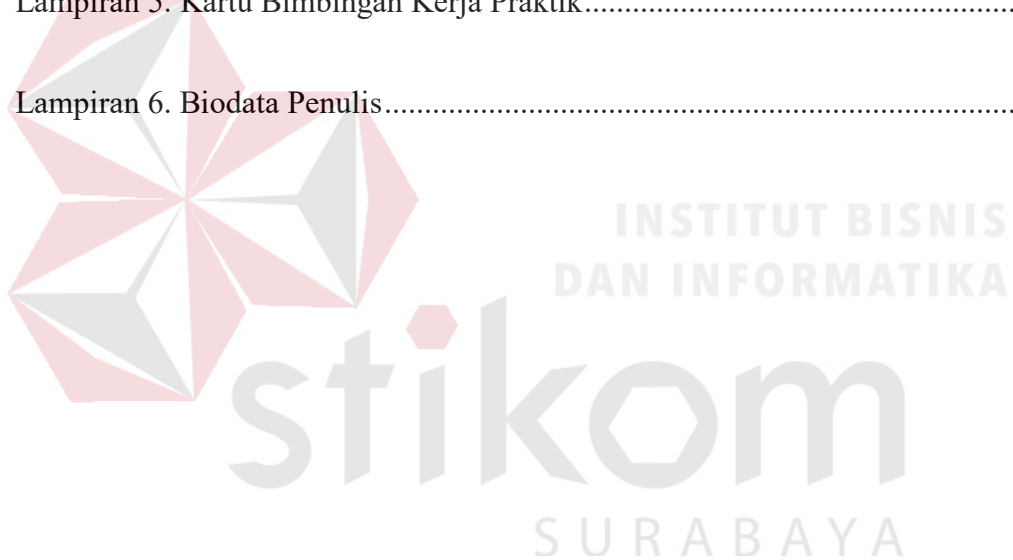 Lampiran 5. Kartu Bimbingan Kerja Praktik....................................................
Lampiran 6. Biodata Penulis..............................................................................
INSTITUT BISNIS
DAN INFORMATIKA
stikom
SURABAYA